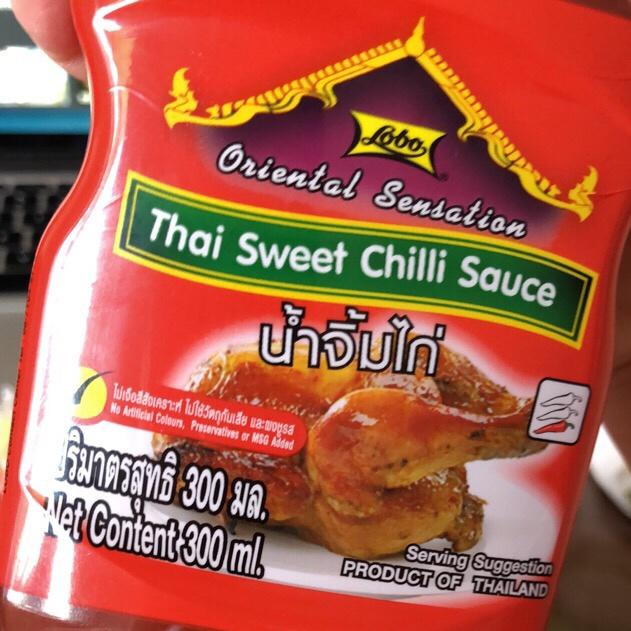 Lobo
Oriental Sensation
Thai Sweet Chilli Sauce
น้ำจิ้มไก่
ไม่เจือสีสังเคราะห์ ไม่ใช้วัตถุกันเสีย และผงชูรส
No Artificial Colours, Preservatives or MSG Added
ปริมาตรสุทธิ 300 มล.
Net Content 300 ml.
Serving Suggestion
PRODUCT OF THAILAND